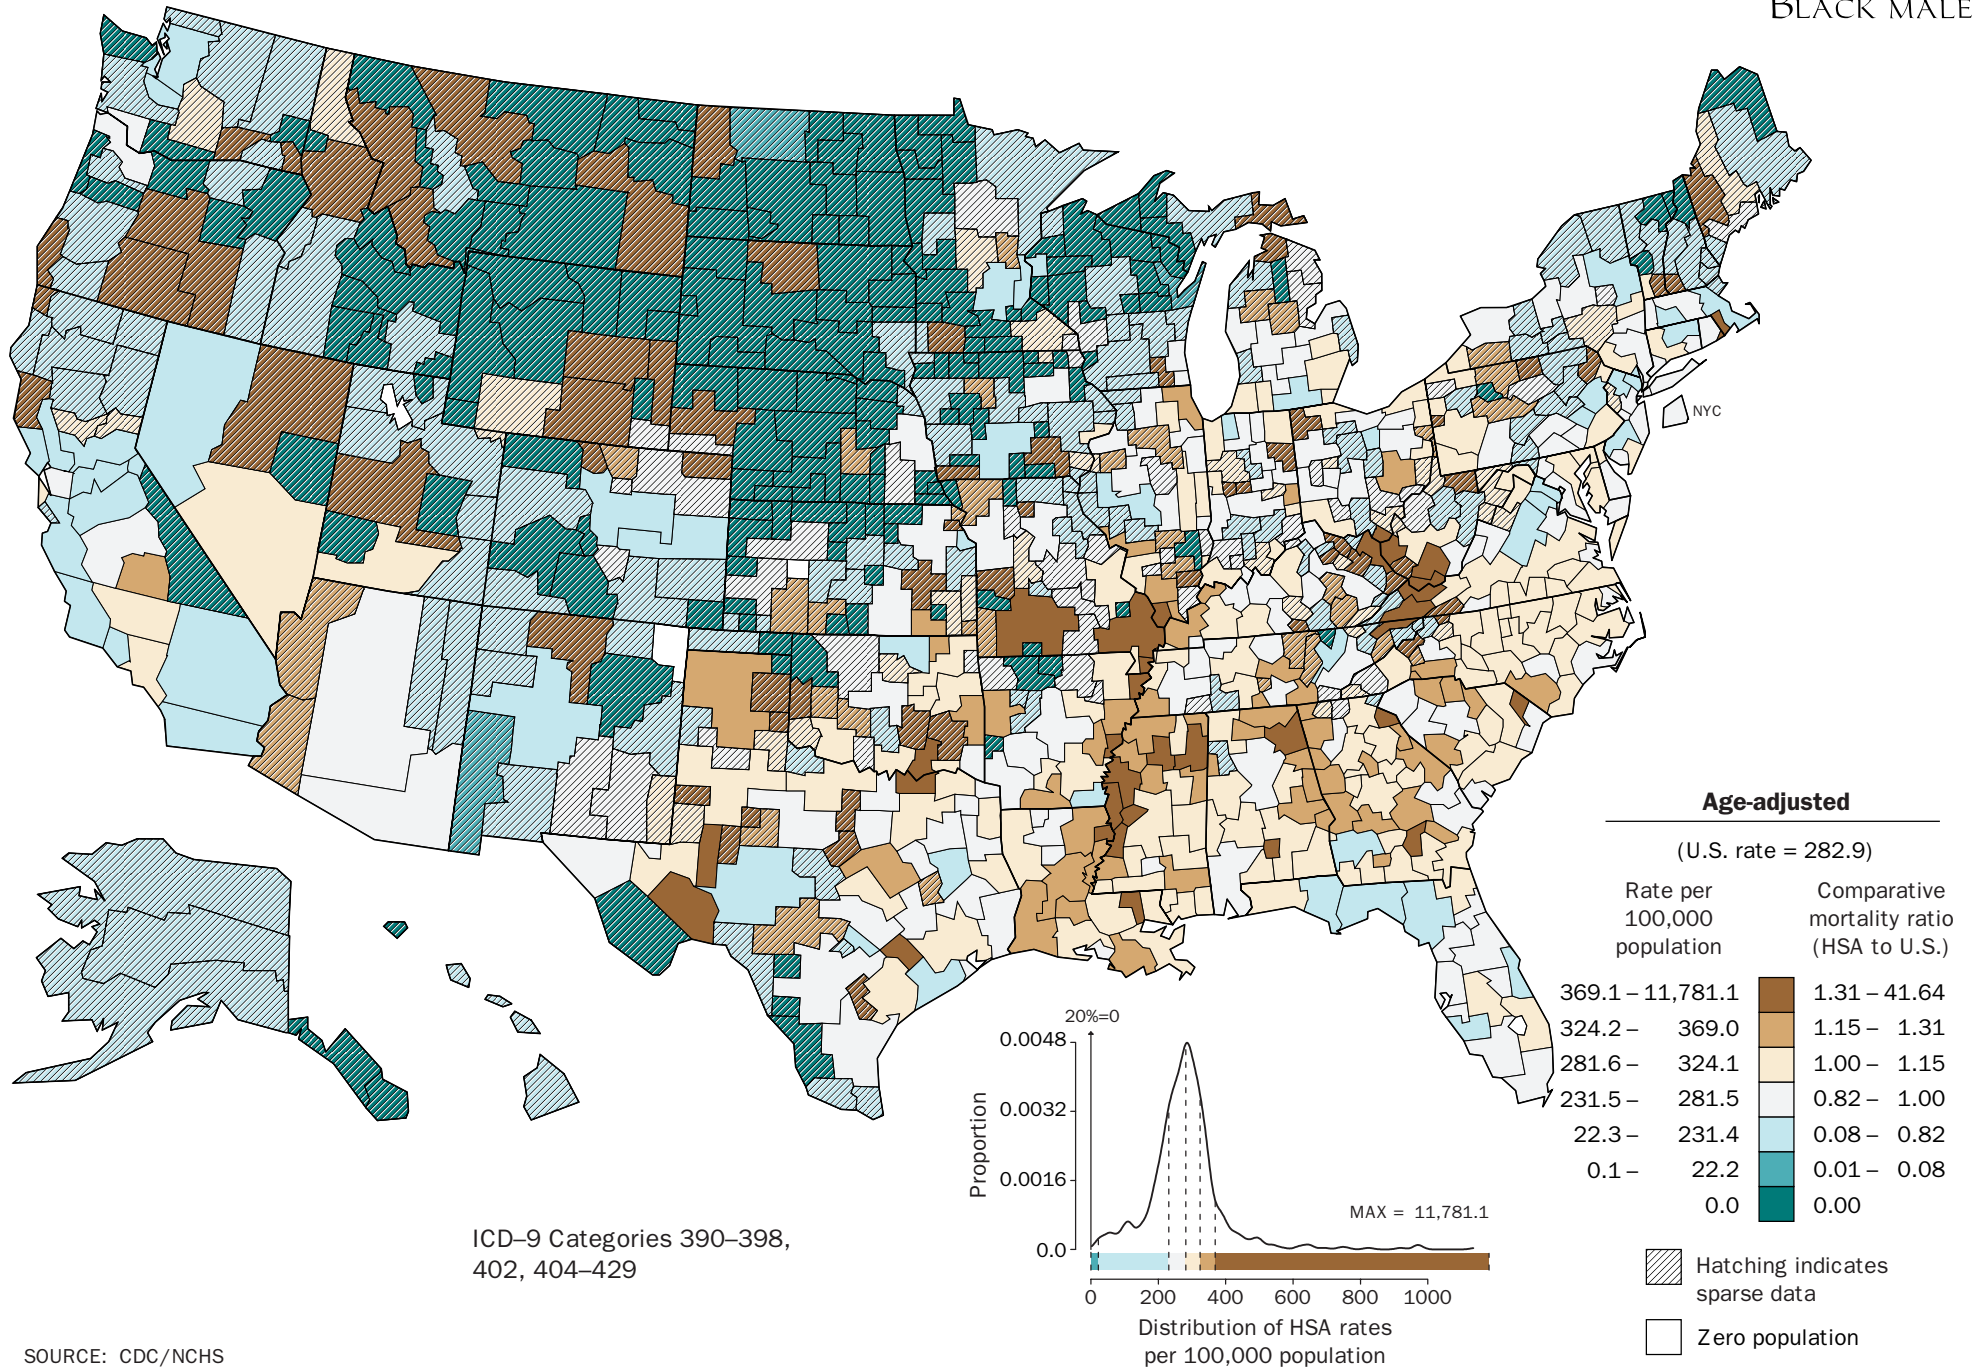 BLACK MALE
NYC
Age-adjusted
(U.S. rate = 282.9)
Rate per
100,000
population
Comparative
mortality ratio
(HSA to U.S.)
369.1 – 11,781.1 1.31 – 41.64
324.2 – 369.0 1.15 – 1.31
281.6 – 324.1 1.00 – 1.15
231.5 – 281.5 0.82 – 1.00
22.3 – 231.4 0.08 – 0.82
0.1 – 22.2 0.01 – 0.08
0.0 0.00
Hatching indicates
sparse data
Zero population
20%=0
0.0048
0.0032
0.0016
0.0
Proportion
MAX = 11,781.1
0 200 400 600 800 1000
Distribution of HSA rates
per 100,000 population
ICD–9 Categories 390–398,
402, 404–429
SOURCE: CDC/NCHS